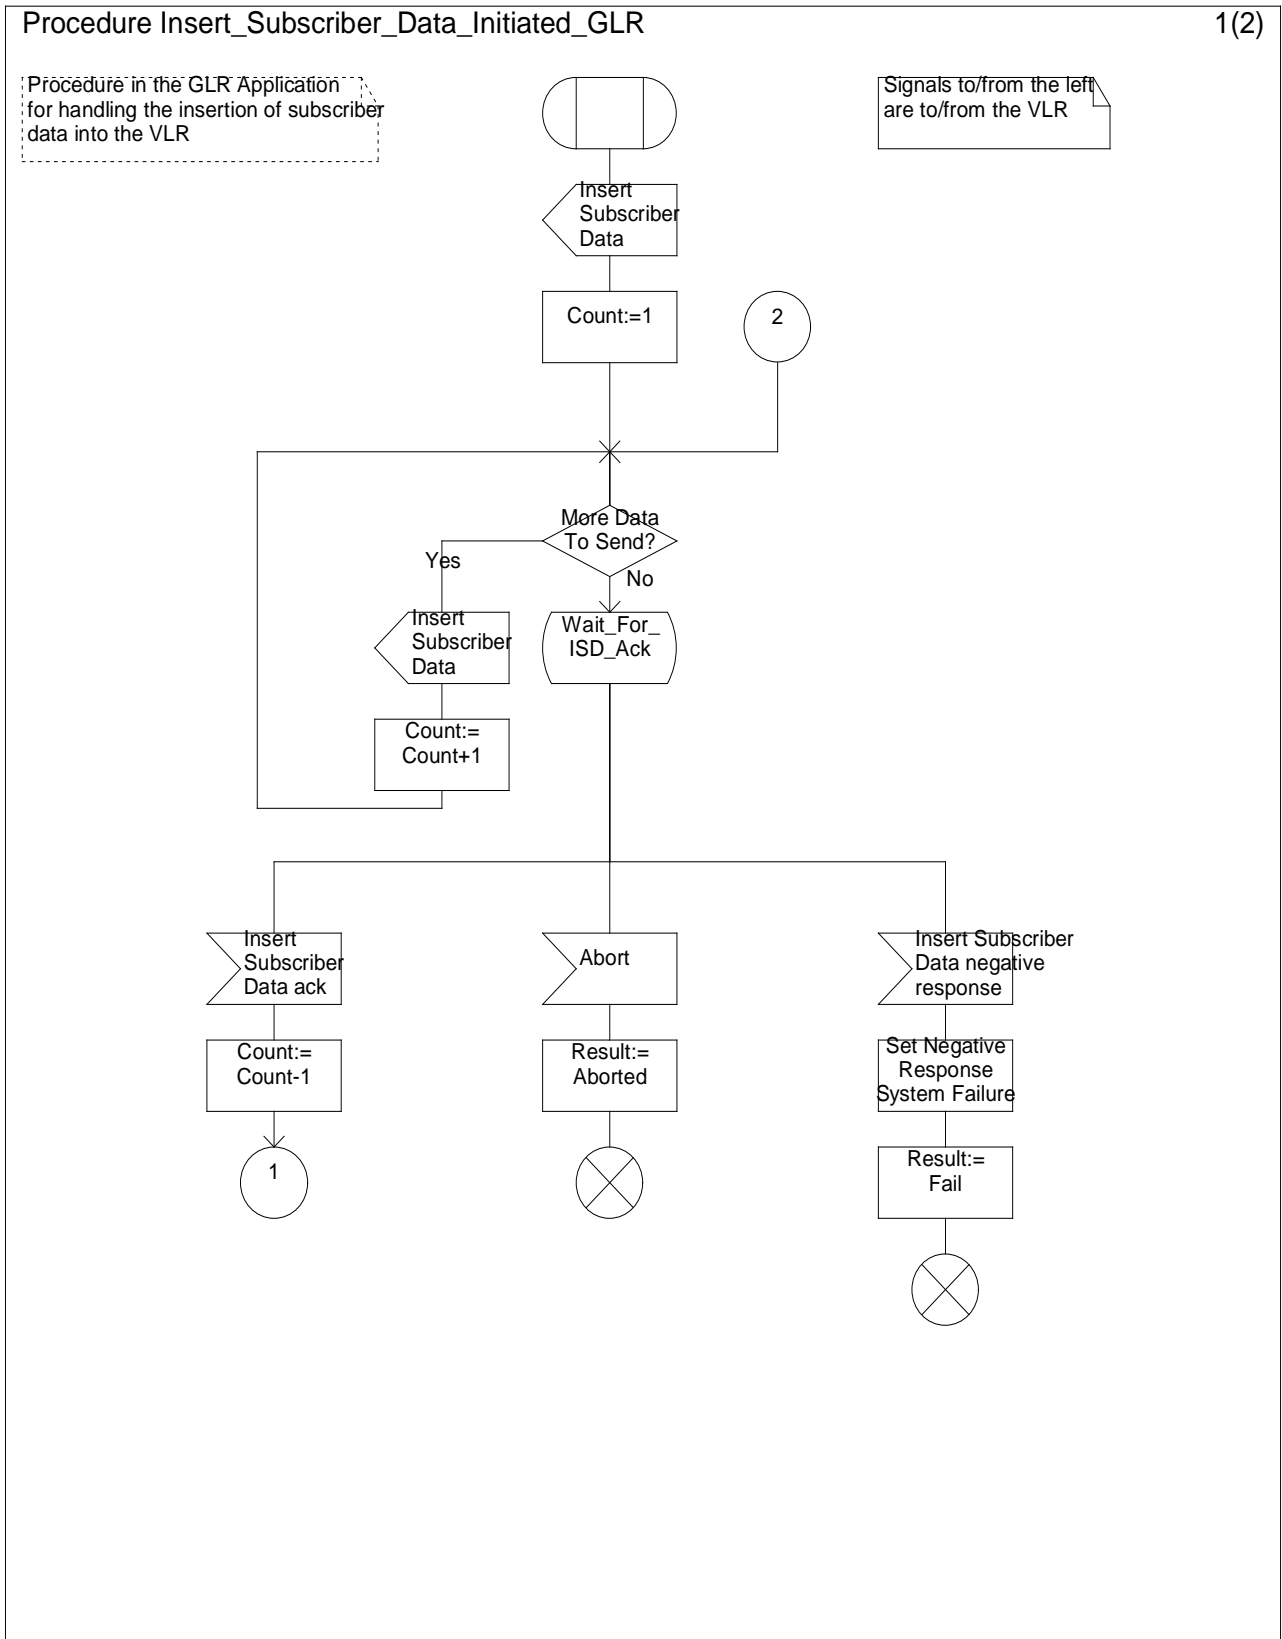 Procedure Insert_Subscriber_Data_Initiated_GLR
1(2)
Procedure in the GLR Application
for handling the insertion of subscriber
data into the VLR
Signals to/from the left
are to/from the VLR
Insert
Subscriber
Data
Count:=1
2
More Data
To Send?
Yes
No
Insert
Subscriber
Data
Wait_For_
ISD_Ack
Count:=
Count+1
Insert
Subscriber
Data ack
Abort
Insert Subscriber
Data negative
response
Count:=
Count-1
Result:=
Aborted
Set Negative
Response
System Failure
1
Result:=
Fail